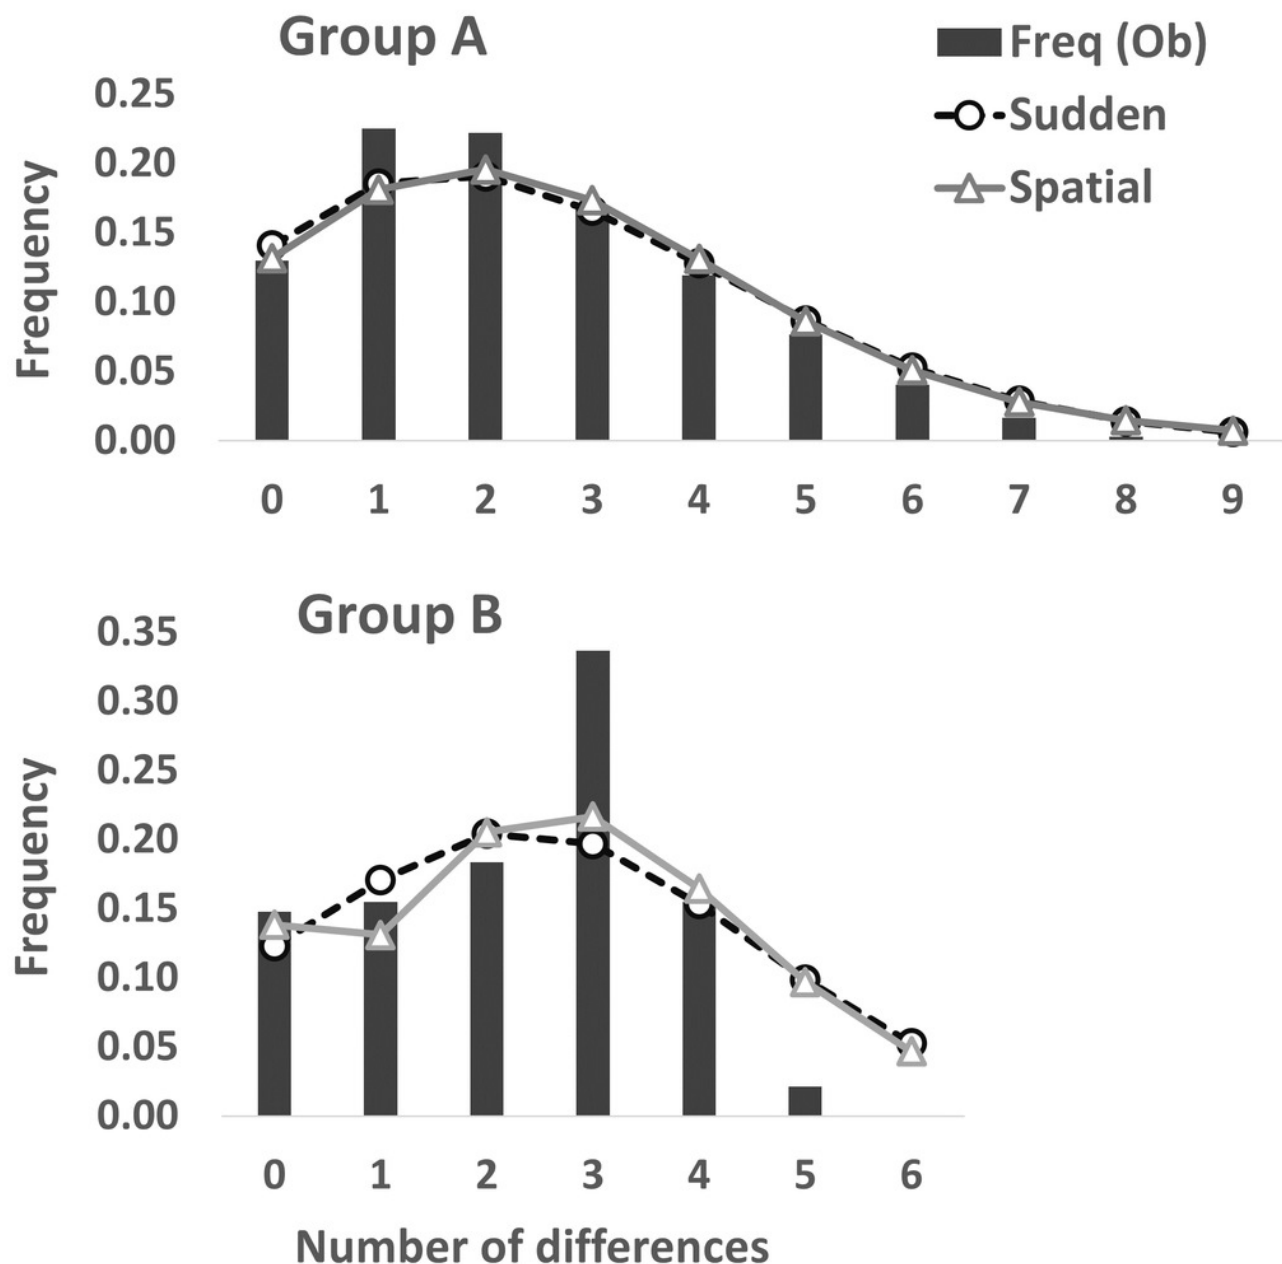 Group A
Freq (Ob)
Sudden
Spatial
Frequency
0.25
0.20
0.15
0.10
0.05
0.00
0 1 2 3 4 5 6 7 8 9
Group B
Frequency
0.35
0.30
0.25
0.20
0.15
0.10
0.05
0.00
0 1 2 3 4 5 6
Number of differences